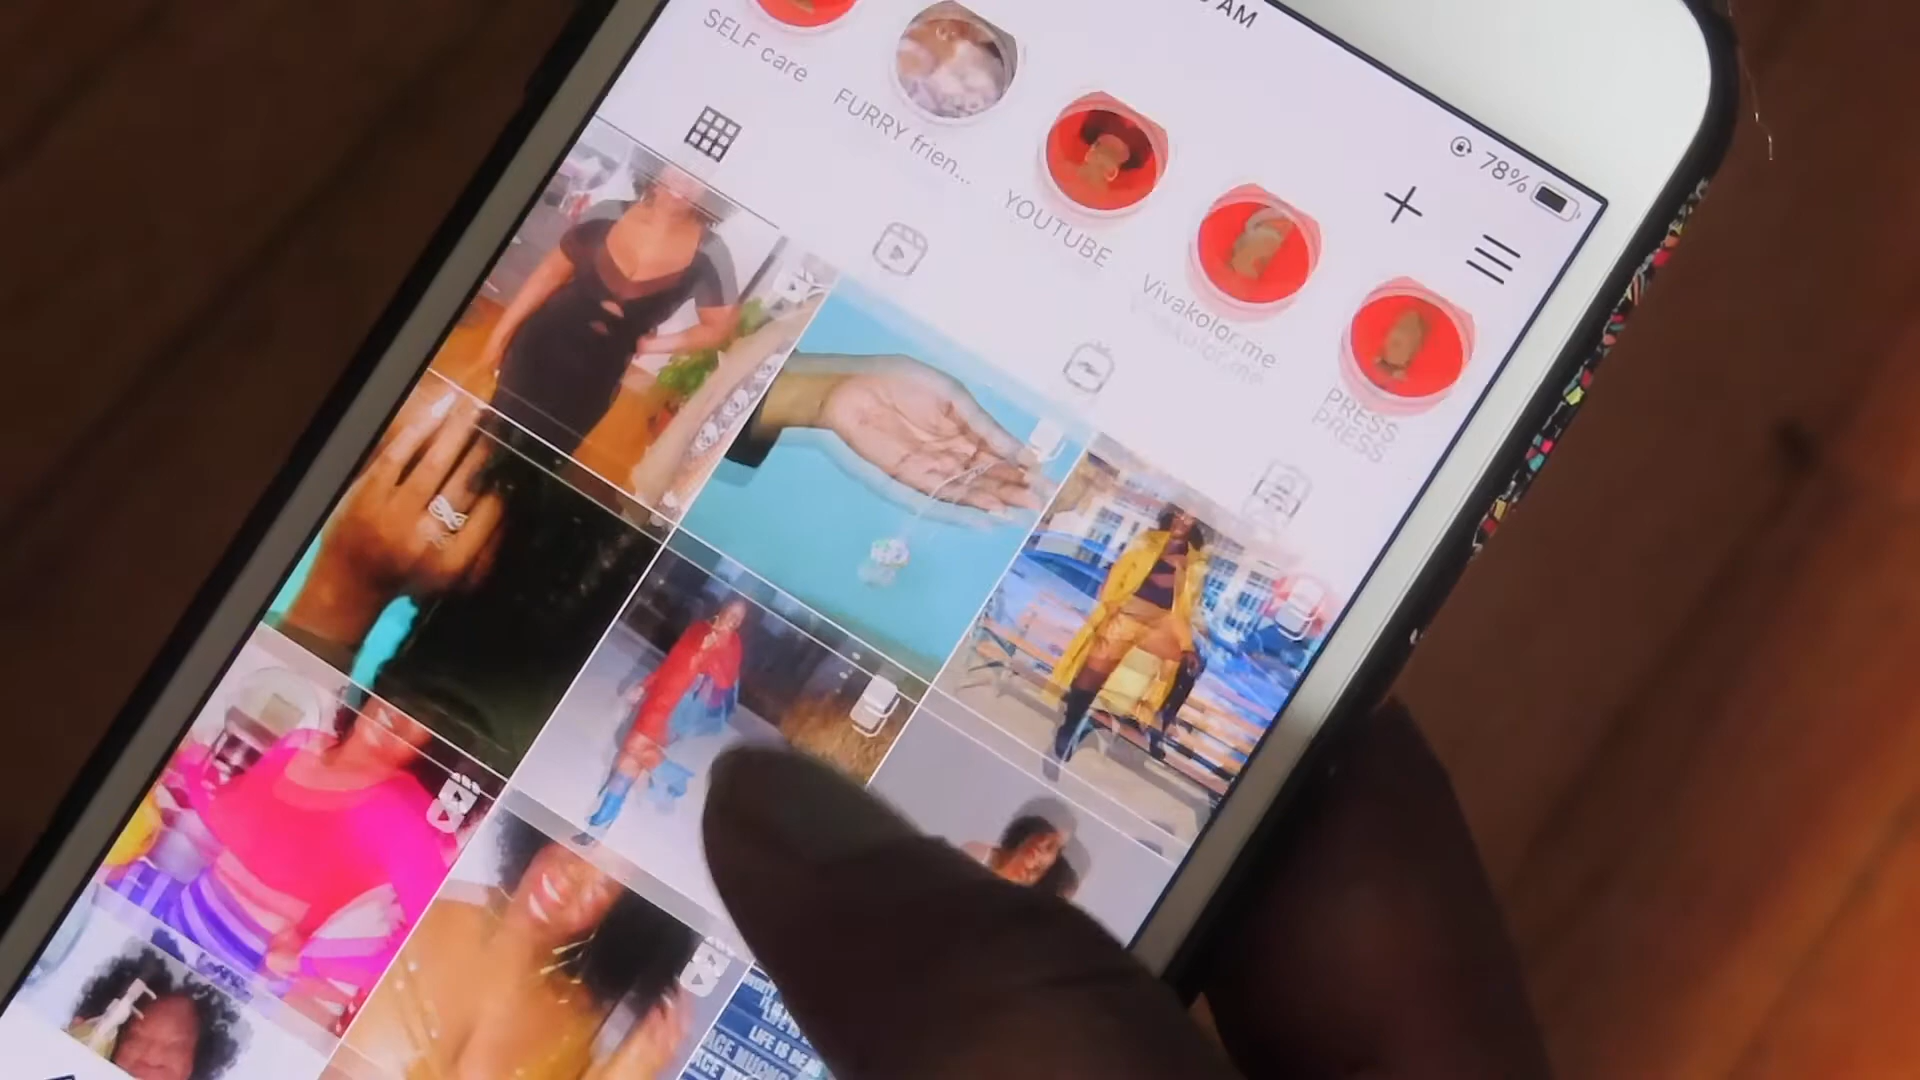 AM
78%
SELF care
FURRY frien...
YOUTUBE
Vivakolor.me
PRESS
LIFE IS